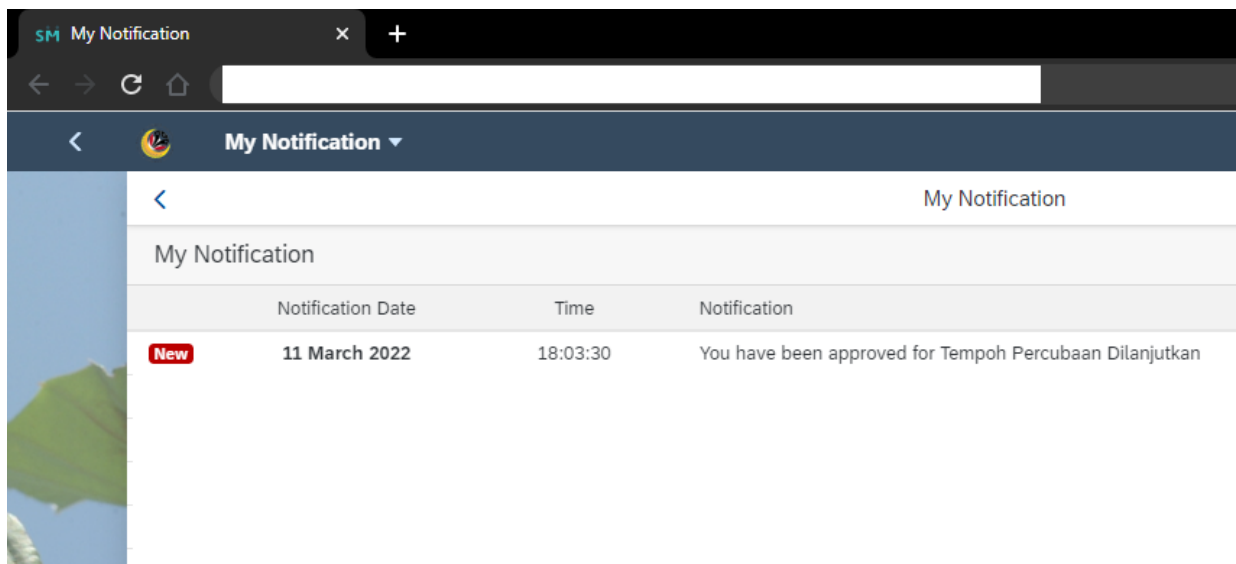 SM My Notification
My Notification
My Notification
My Notification
Notification Date Time Notification
New 11 March 2022 18:03:30 You have been approved for Tempoh Percubaan Dilanjutkan